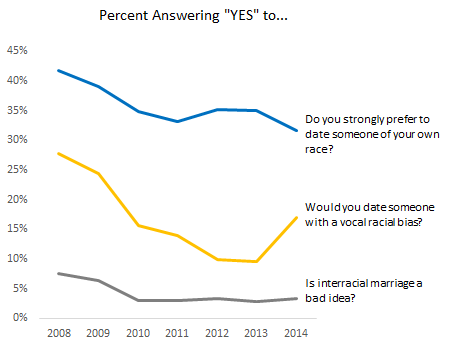 Percent Answering "YES" to...
45%
40%
35%
30%
25%
20%
15%
10%
5%
0%
Do you strongly prefer to
date someone of your own
race?
Would you date someone
with a vocal racial bias?
Is interracial marriage a
bad idea?
2008 2009 2010 2011 2012 2013 2014